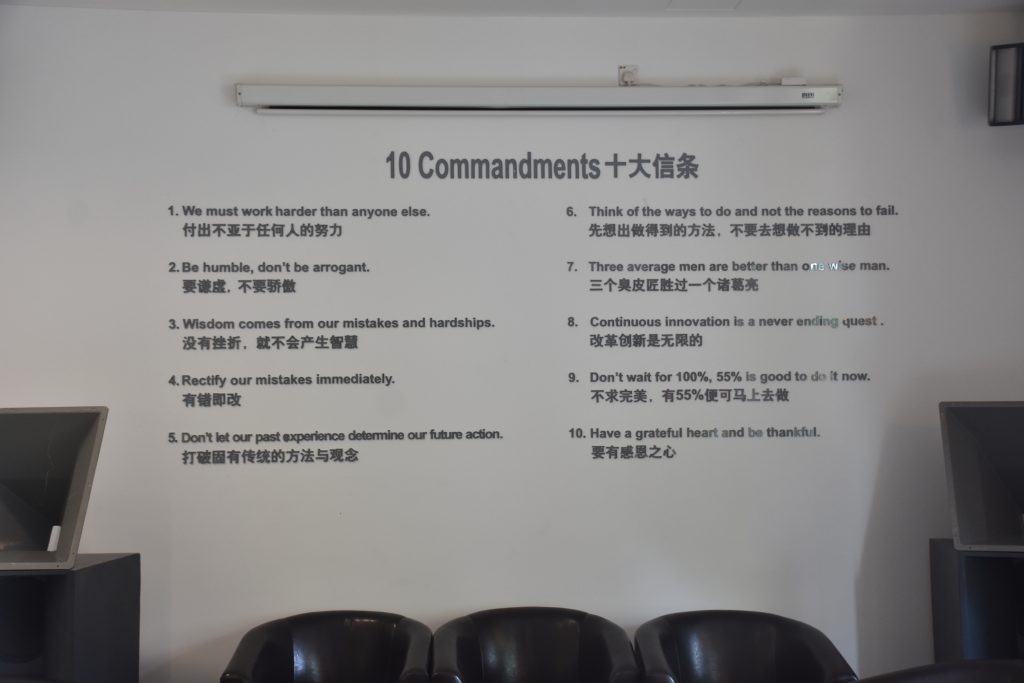 10 Commandments 十大信条
1. We must work harder than anyone else.
付出不亚于任何人的努力
2. Be humble, don't be arrogant.
要谦虚，不要骄傲
3. Wisdom comes from our mistakes and hardships.
没有挫折，就不会产生智慧
4. Rectify our mistakes immediately.
有错即改
5. Don't let our past experience determine our future action.
打破固有传统的方法与观念
6. Think of the ways to do and not the reasons to fail.
先想出做得到的方法，不要去想做不到的理由
7. Three average men are better than one wise man.
三个臭皮匠胜过一个诸葛亮
8. Continuous innovation is a never ending quest .
改革创新是无限的
9. Don't wait for 100%, 55% is good to do it now.
不求完美，有55%便可马上去做
10. Have a grateful heart and be thankful.
要有感恩之心